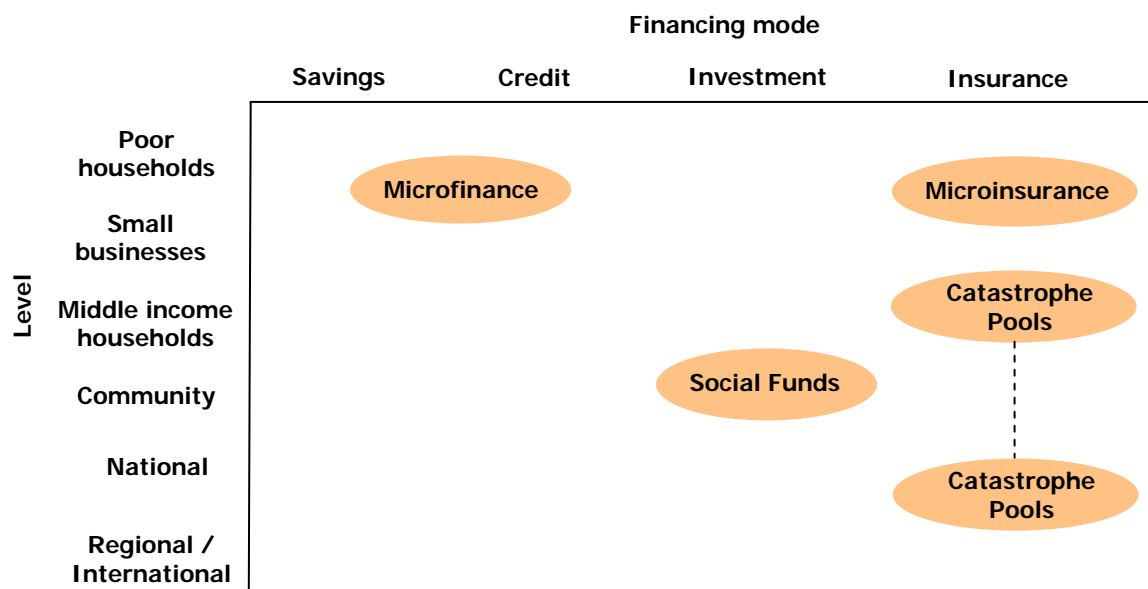 Financing mode
Savings Credit Investment Insurance
Level
Poor
households
Microfinance
Microinsurance
Small
businesses
Middle income
households
Catastrophe
Pools
Social Funds
Community
National
Catastrophe
Pools
Regional /
International